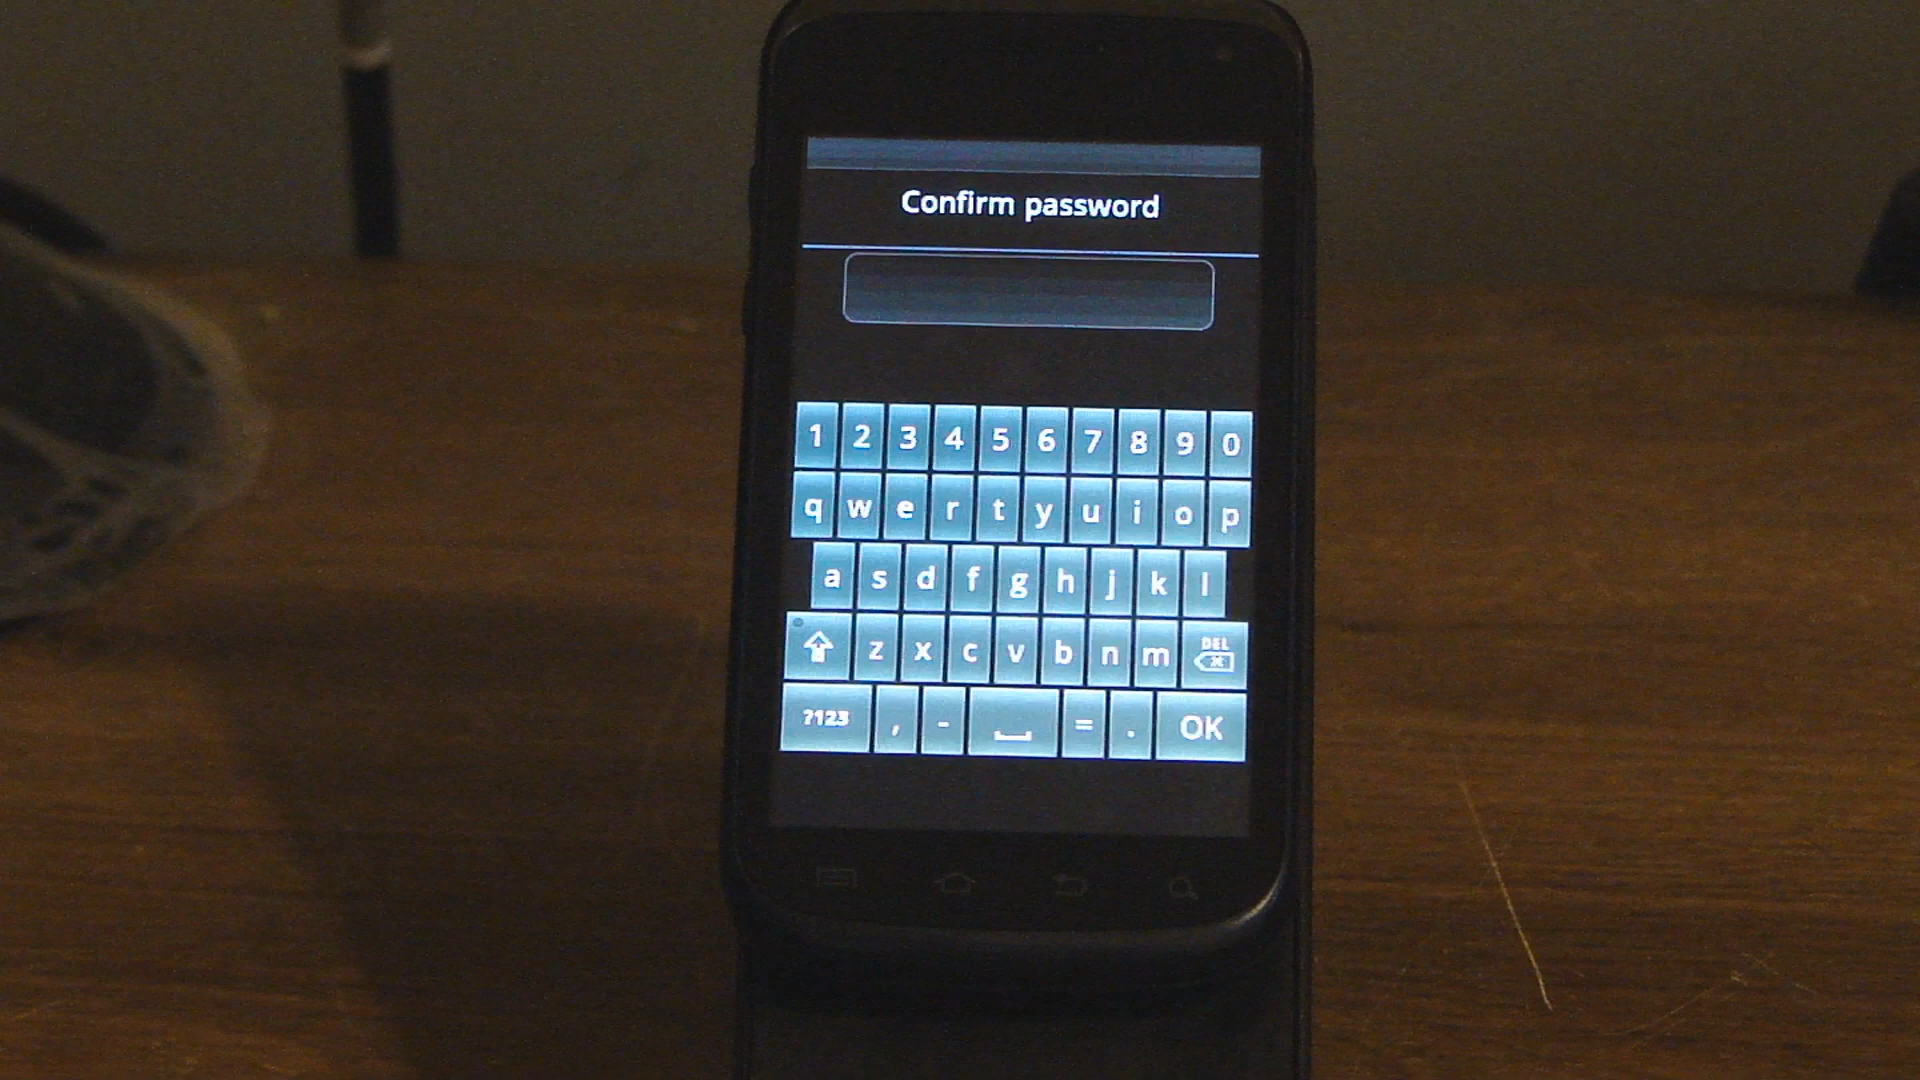 Confirm password
1 2 3 4 5 6 7 8 9 0
q w e r t y u i o p
a s d f g h j k l
z x c v b n m DEL
?123 , - = . OK